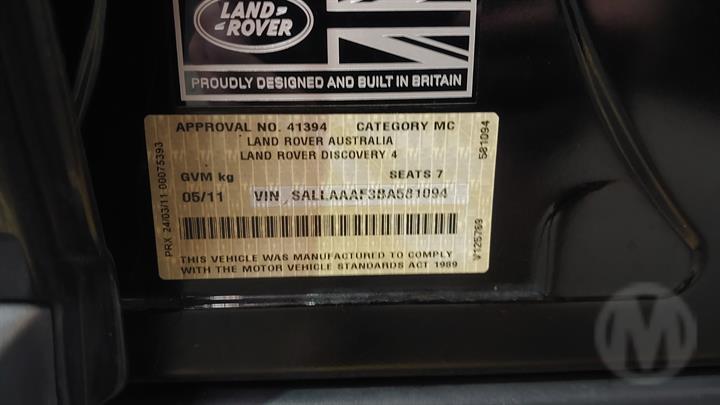 LAND-
-ROVER
PROUDLY DESIGNED AND BUILT IN BRITAIN
APPROVAL NO. 41394 CATEGORY MC
LAND ROVER AUSTRALIA
LAND ROVER DISCOVERY 4
GVM kg SEATS 7
05/11 VIN SALLAAAF3BA581094
THIS VEHICLE WAS MANUFACTURED TO COMPLY
WITH THE MOTOR VEHICLE STANDARDS ACT 1989
PRX 24/03/11 00075393
581094
V125769
M